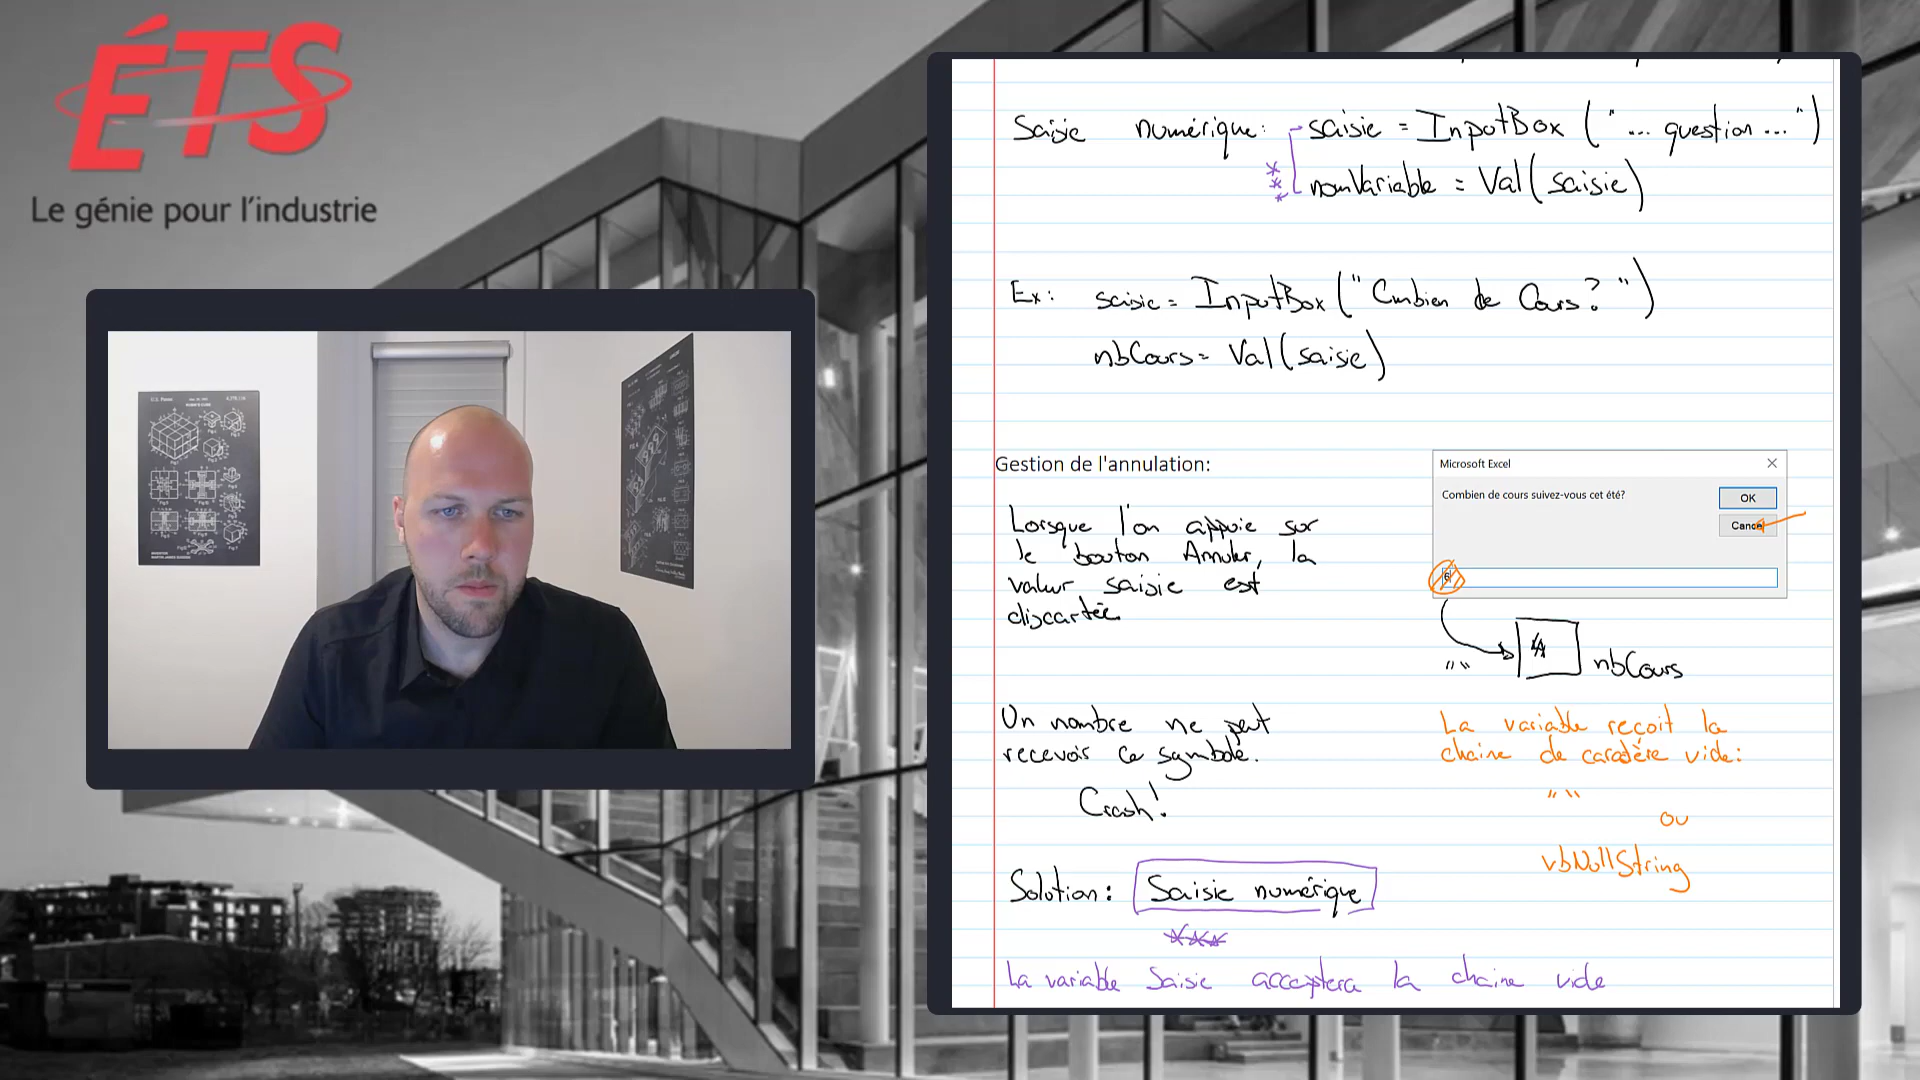 ÉTS
Le génie pour l'industrie
Saisie numérique: saisie = InputBox ("... question ...")
nomVariable = Val(saisie)
Ex: saisie = InputBox ("Combien de Cours?")
nbCours = Val(saisie)
Gestion de l'annulation:
Lorsque l'on appuie sur
le bouton Annuler, la
valeur saisie est
discartée.
Microsoft Excel
Combien de cours suivez-vous cet été?
OK
Cancel
6
"" nbCours
Un nombre ne peut
recevoir ce symbole.
Crash!
La variable reçoit la
chaine de caractère vide:
""
ou
vbNullString
Solution: Saisie numérique
La variable Saisie acceptera la chaine vide